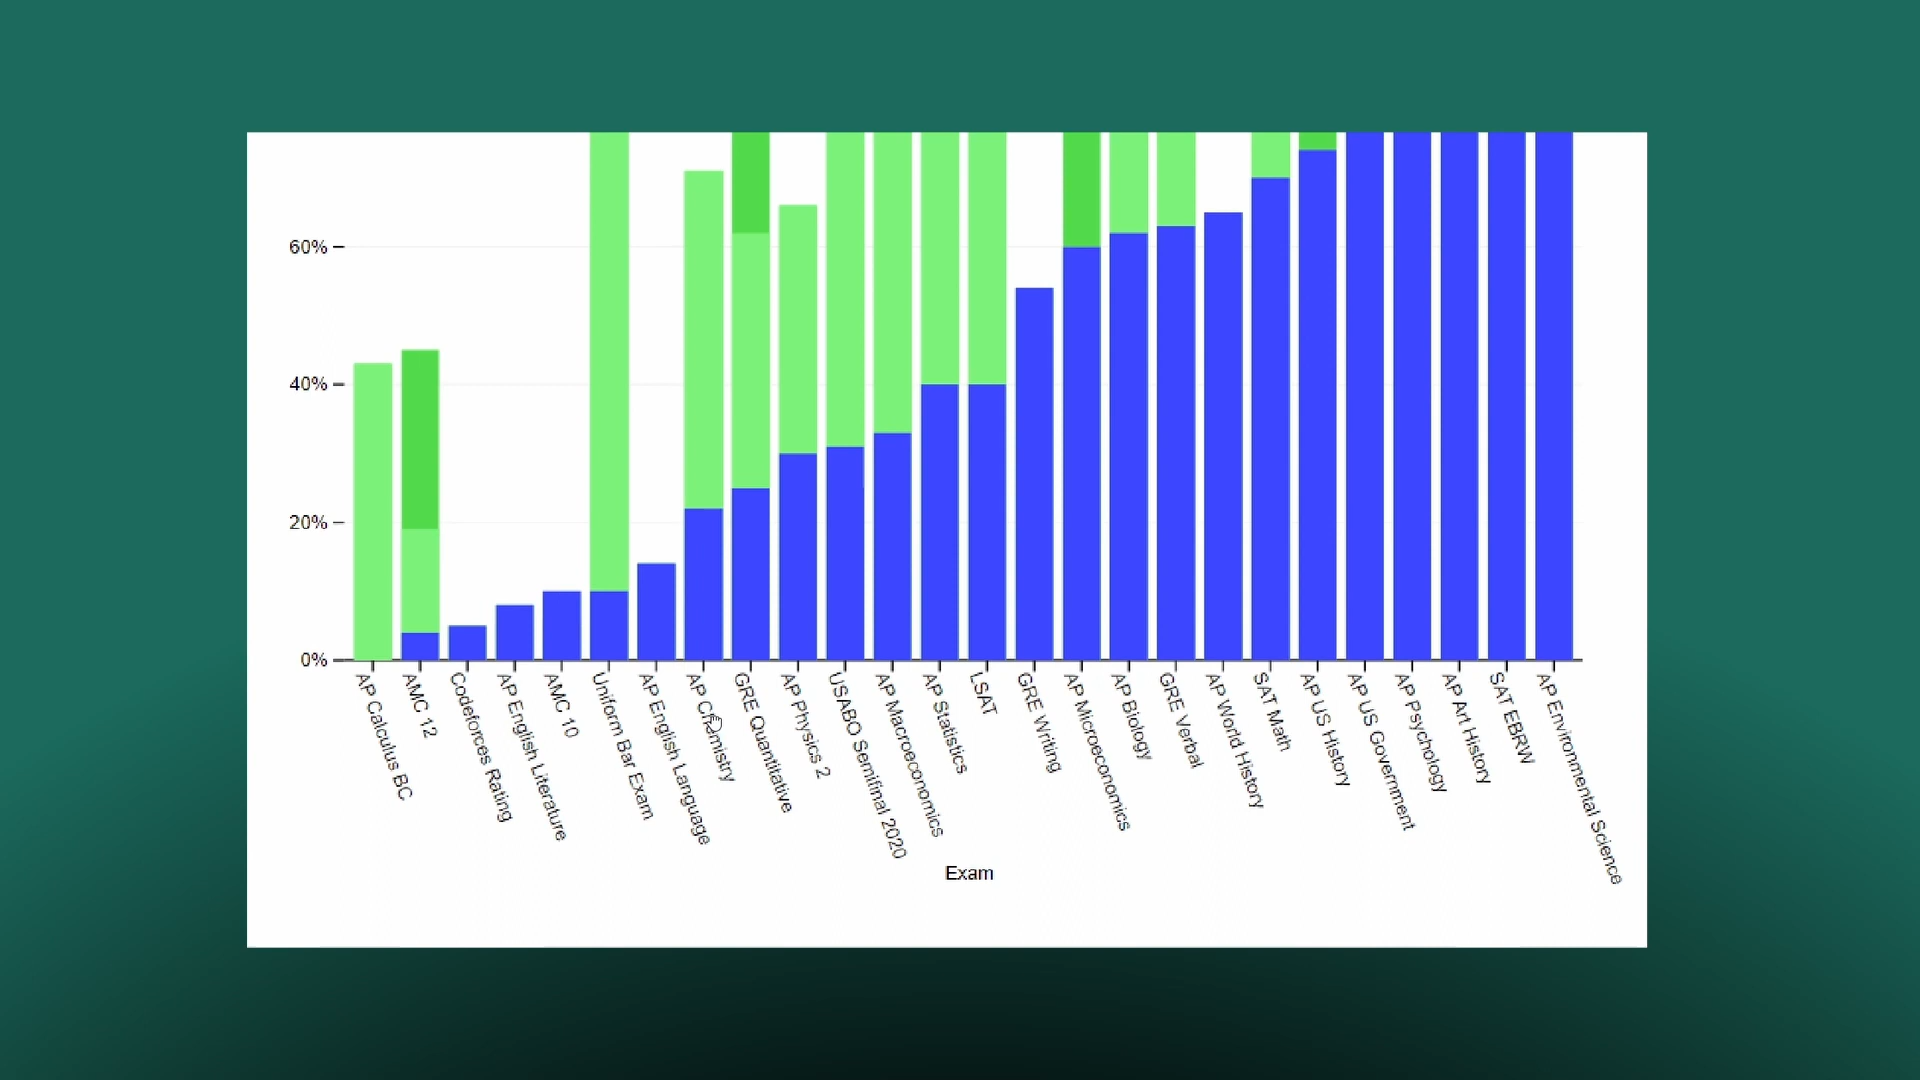 60%
40%
20%
0%
AP Calculus BC
AMC 12
Codeforces Rating
AP English Literature
AMC 10
Uniform Bar Exam
AP English Language
AP Chemistry
GRE Quantitative
AP Physics 2
USABO Semifinal 2020
AP Macroeconomics
AP Statistics
LSAT
GRE Writing
AP Microeconomics
AP Biology
GRE Verbal
AP World History
SAT Math
AP US History
AP US Government
AP Psychology
AP Art History
SAT EBRW
AP Environmental Science
Exam